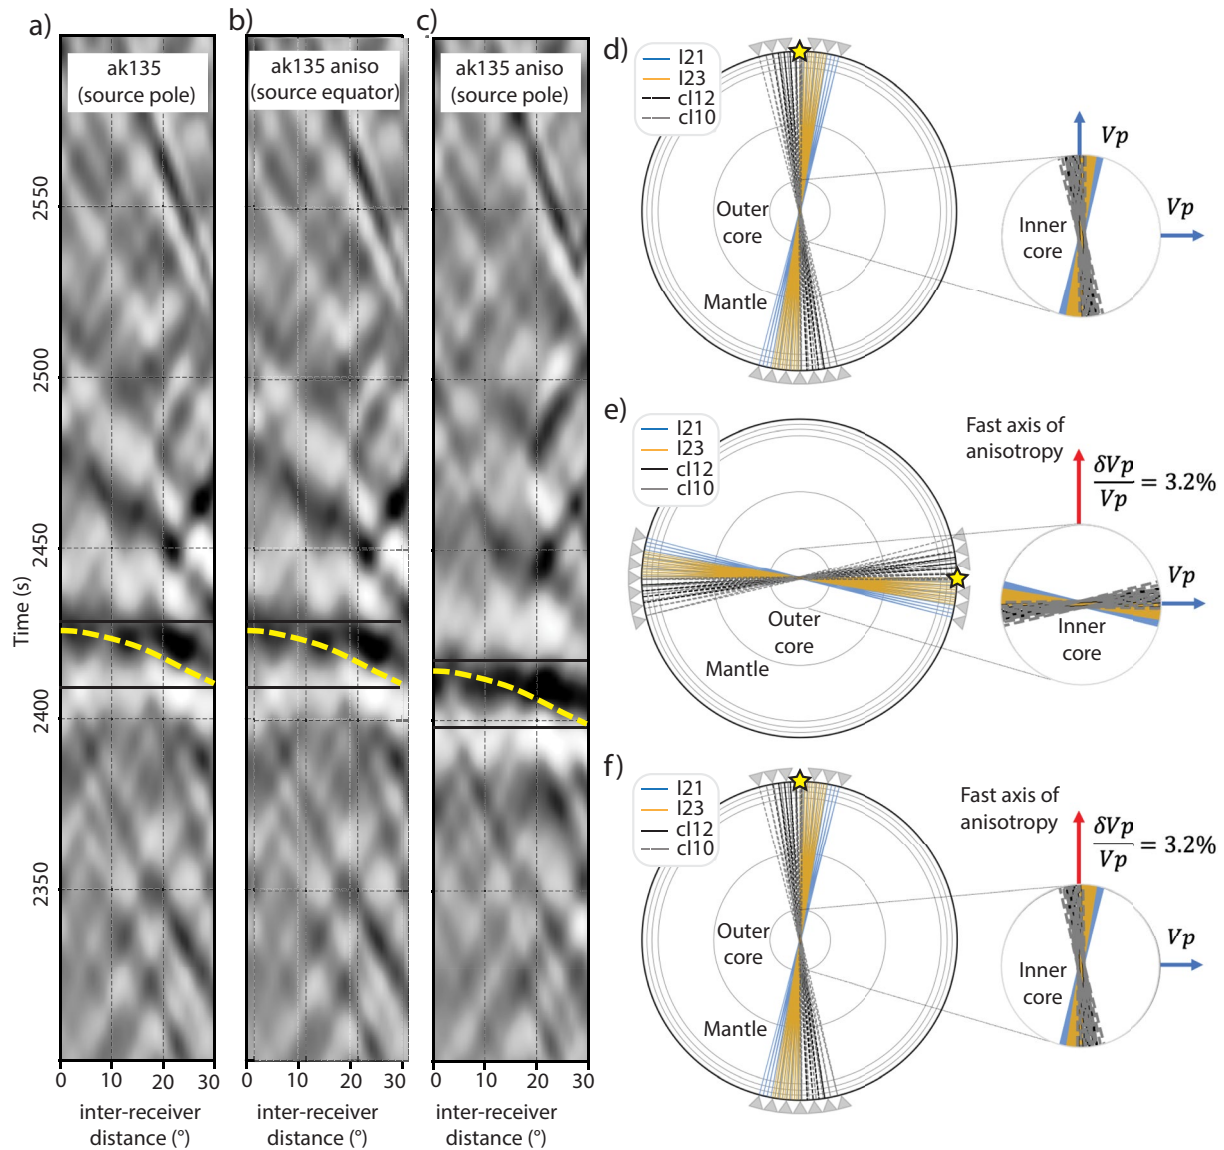 a)
ak135
(source pole)
b)
ak135 aniso
(source equator)
c)
ak135 aniso
(source pole)
Time (s)
2550
2500
2450
2400
2350
0 10 20 30
inter-receiver
distance (°)
0 10 20 30
inter-receiver
distance (°)
0 10 20 30
inter-receiver
distance (°)
d)
I21
I23
cI12
cI10
Outer
core
Mantle
Vp
Vp
Inner
core
e)
I21
I23
cI12
cI10
Outer
core
Mantle
Fast axis of
anisotropy
δVp/Vp = 3.2%
Vp
Inner
core
f)
I21
I23
cI12
cI10
Outer
core
Mantle
Fast axis of
anisotropy
δVp/Vp = 3.2%
Vp
Inner
core